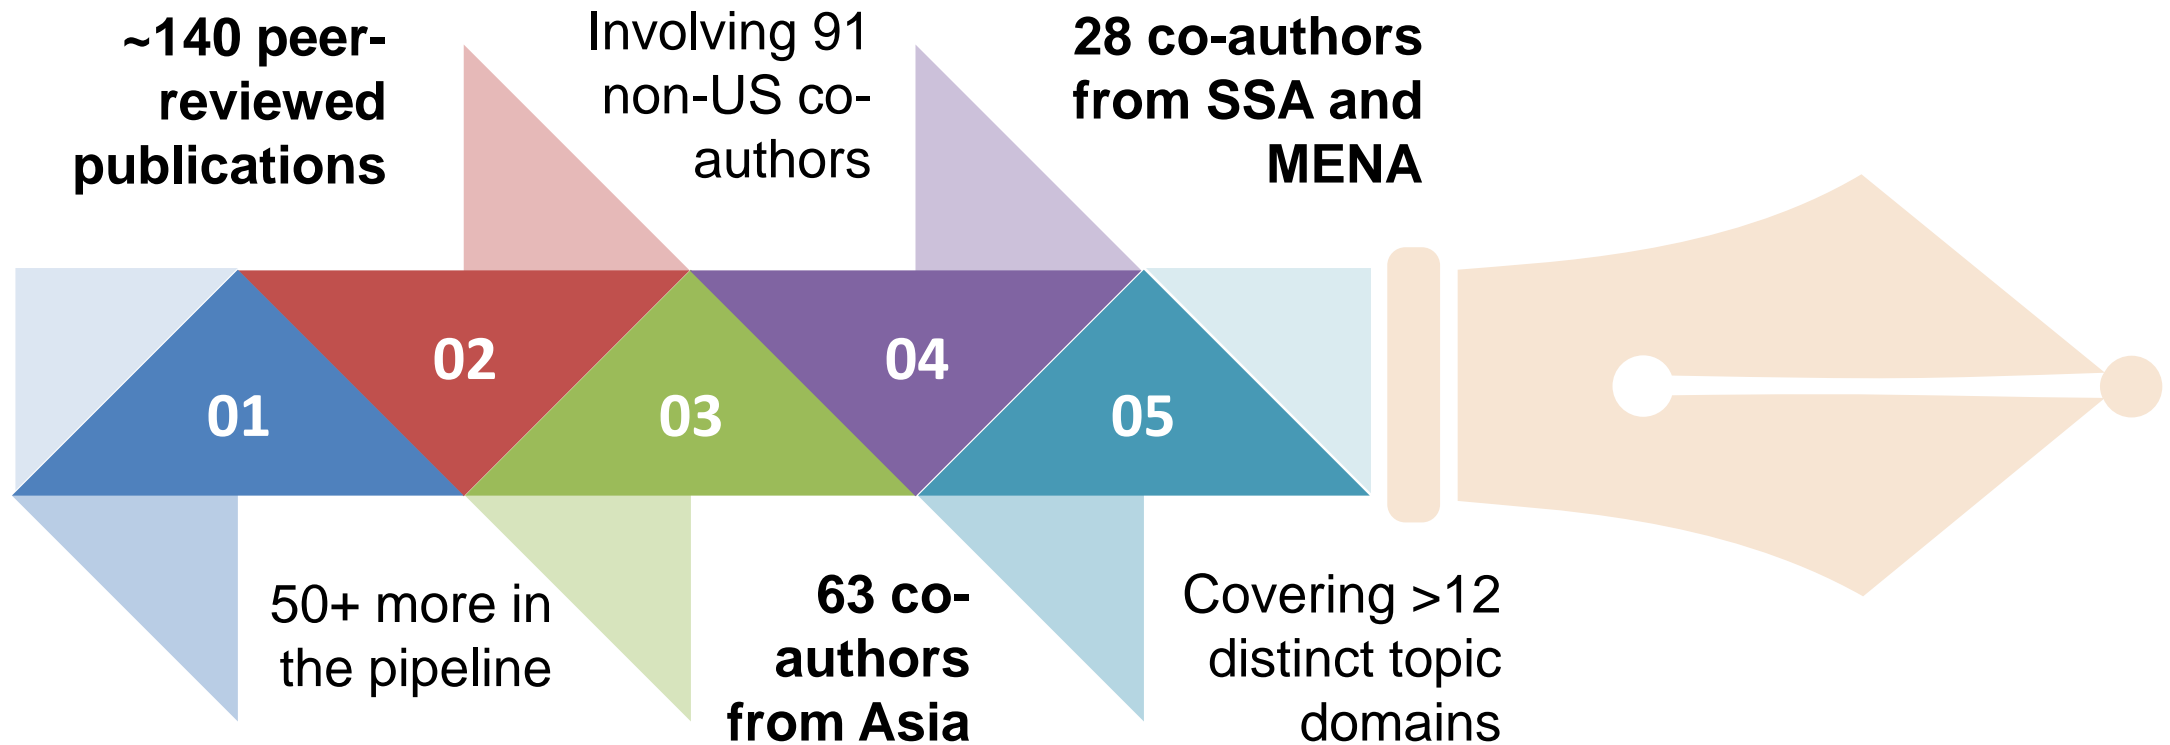 ~140 peer-
reviewed
publications
Involving 91
non-US co-
authors
28 co-authors
from SSA and
MENA
01
02
03
04
05
50+ more in
the pipeline
63 co-
authors
from Asia
Covering >12
distinct topic
domains